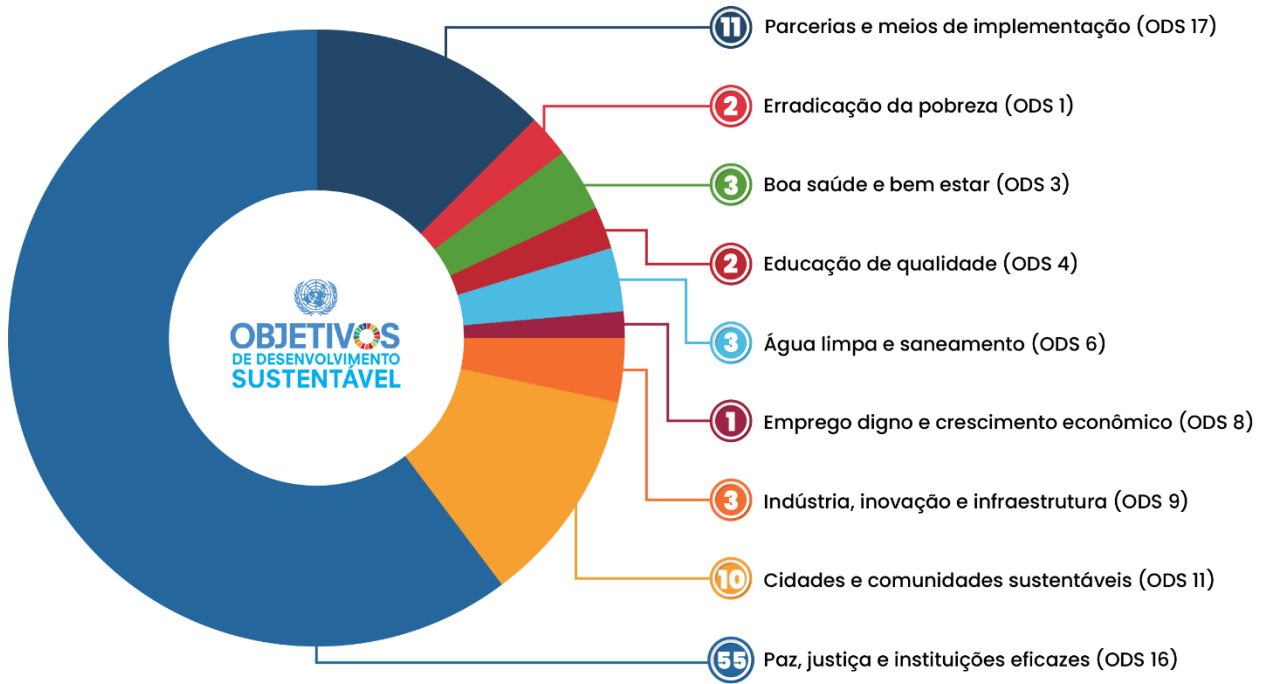 11 Parcerias e meios de implementação (ODS 17)
2 Erradicação da pobreza (ODS 1)
3 Boa saúde e bem estar (ODS 3)
2 Educação de qualidade (ODS 4)
3 Água limpa e saneamento (ODS 6)
1 Emprego digno e crescimento econômico (ODS 8)
3 Indústria, inovação e infraestrutura (ODS 9)
10 Cidades e comunidades sustentáveis (ODS 11)
55 Paz, justiça e instituições eficazes (ODS 16)
OBJETIVOS
DE DESENVOLVIMENTO
SUSTENTÁVEL